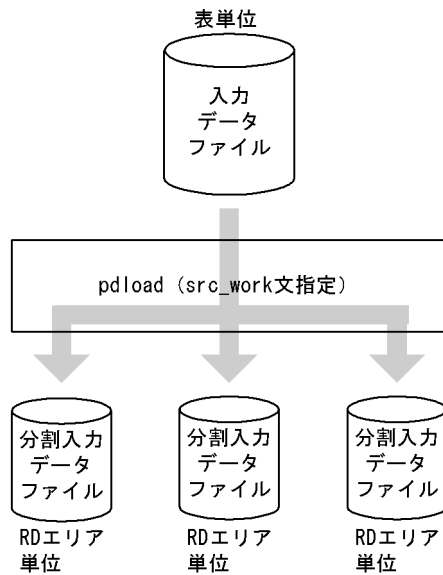 表単位
入力
データ
ファイル
pdload（src_work文指定）
分割入力
データ
ファイル
分割入力
データ
ファイル
分割入力
データ
ファイル
RDエリア
単位
RDエリア
単位
RDエリア
単位